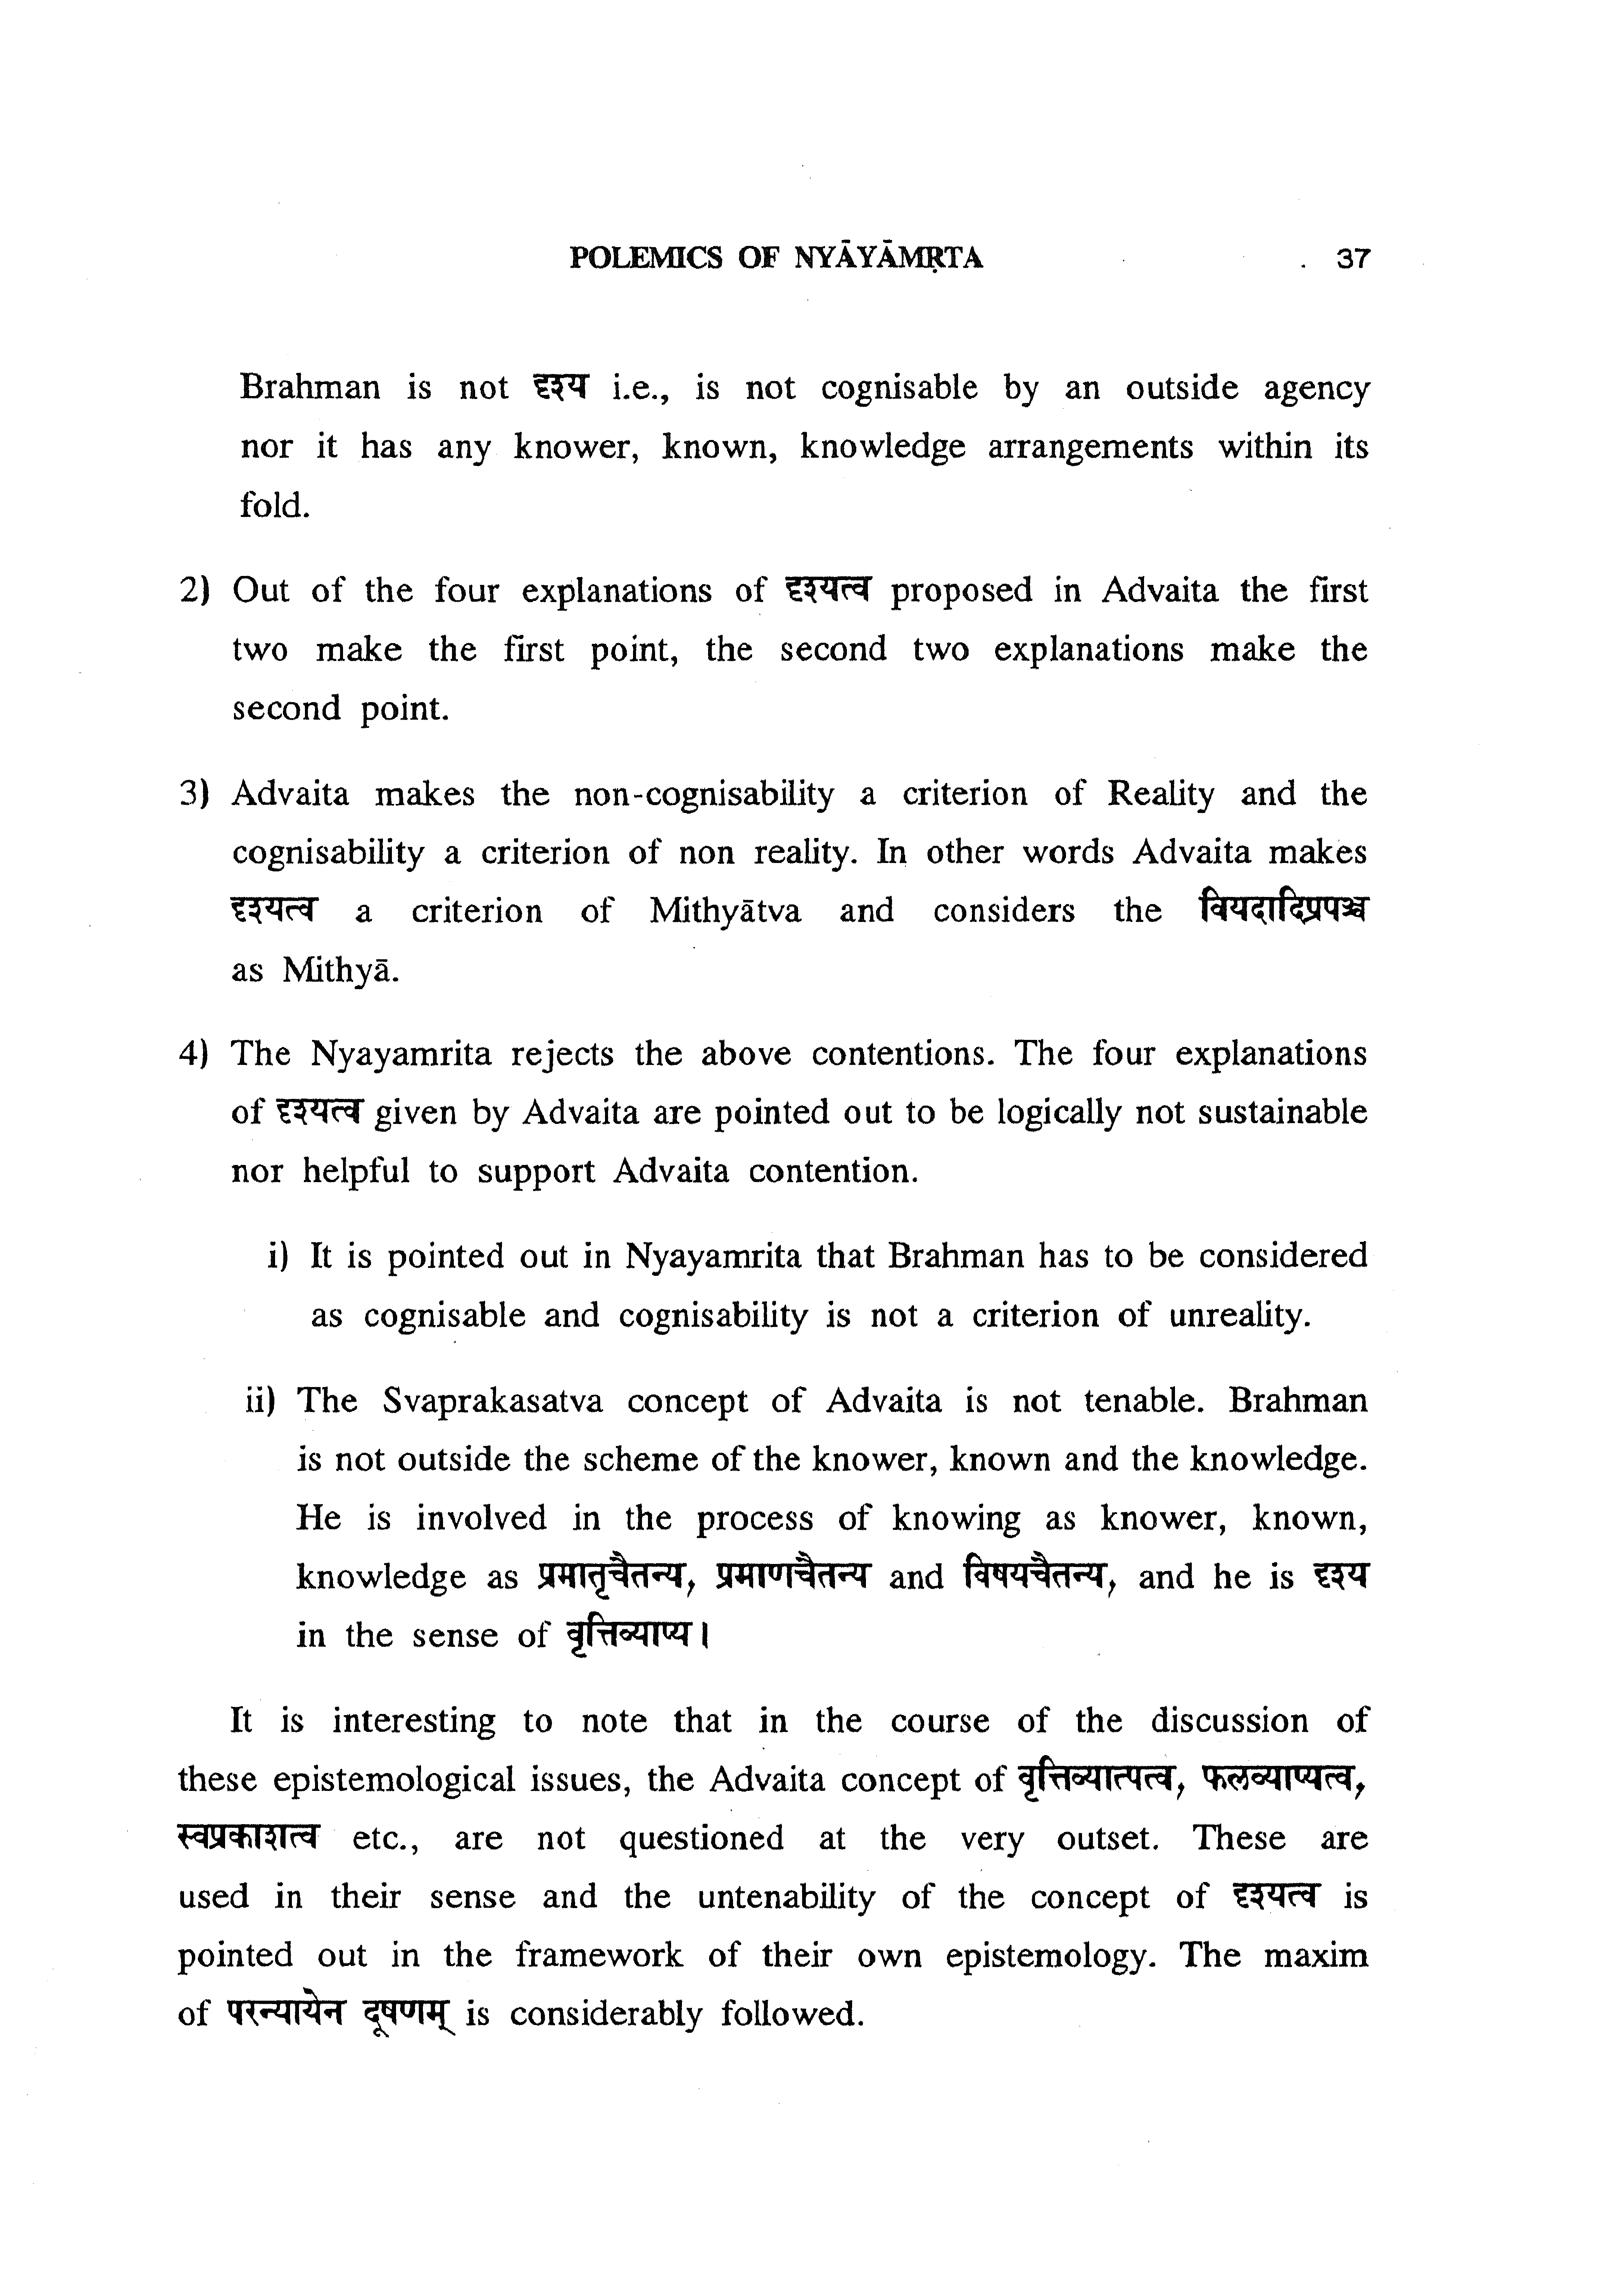 POLEMICS OF NYĀYĀMṚTA 37
Brahman is not दृश्य i.e., is not cognisable by an outside agency
nor it has any knower, known, knowledge arrangements within its
fold.
2) Out of the four explanations of दृश्यत्व proposed in Advaita the first
two make the first point, the second two explanations make the
second point.
3) Advaita makes the non-cognisability a criterion of Reality and the
cognisability a criterion of non reality. In other words Advaita makes
दृश्यत्व a criterion of Mithyātva and considers the वियदादिप्रपञ्च
as Mithyā.
4) The Nyayamrita rejects the above contentions. The four explanations
of दृश्यत्व given by Advaita are pointed out to be logically not sustainable
nor helpful to support Advaita contention.
i) It is pointed out in Nyayamrita that Brahman has to be considered
as cognisable and cognisability is not a criterion of unreality.
ii) The Svaprakasatva concept of Advaita is not tenable. Brahman
is not outside the scheme of the knower, known and the knowledge.
He is involved in the process of knowing as knower, known,
knowledge as प्रमातृचैतन्य, प्रमाणचैतन्य and विषयचैतन्य, and he is दृश्य
in the sense of वृत्तिव्याप्य।
It is interesting to note that in the course of the discussion of
these epistemological issues, the Advaita concept of वृत्तिव्यात्पत्व, फलव्याप्यत्व,
स्वप्रकाशत्व etc., are not questioned at the very outset. These are
used in their sense and the untenability of the concept of दृश्यत्व is
pointed out in the framework of their own epistemology. The maxim
of परन्यायेन दूषणम् is considerably followed.